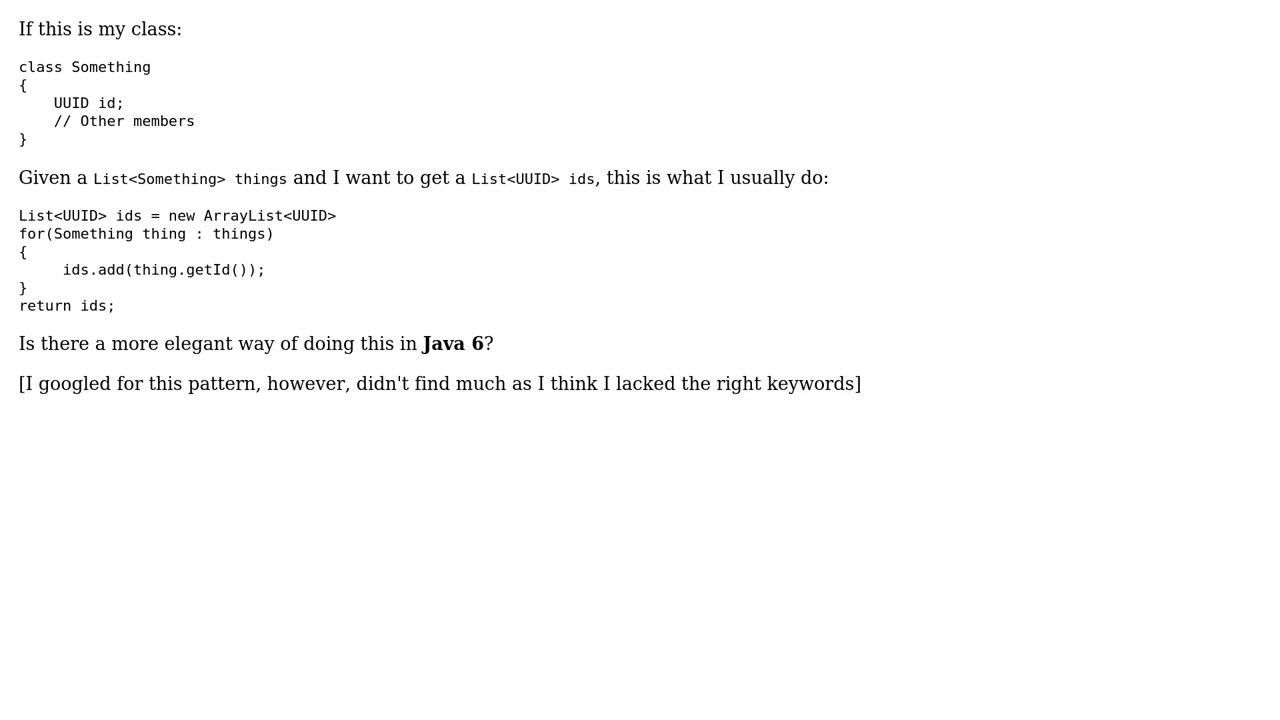 If this is my class:
class Something
{
    UUID id;
    // Other members
}
Given a List<Something> things and I want to get a List<UUID> ids, this is what I usually do:
List<UUID> ids = new ArrayList<UUID>
for(Something thing : things)
{
     ids.add(thing.getId());
}
return ids;
Is there a more elegant way of doing this in Java 6?
[I googled for this pattern, however, didn't find much as I think I lacked the right keywords]